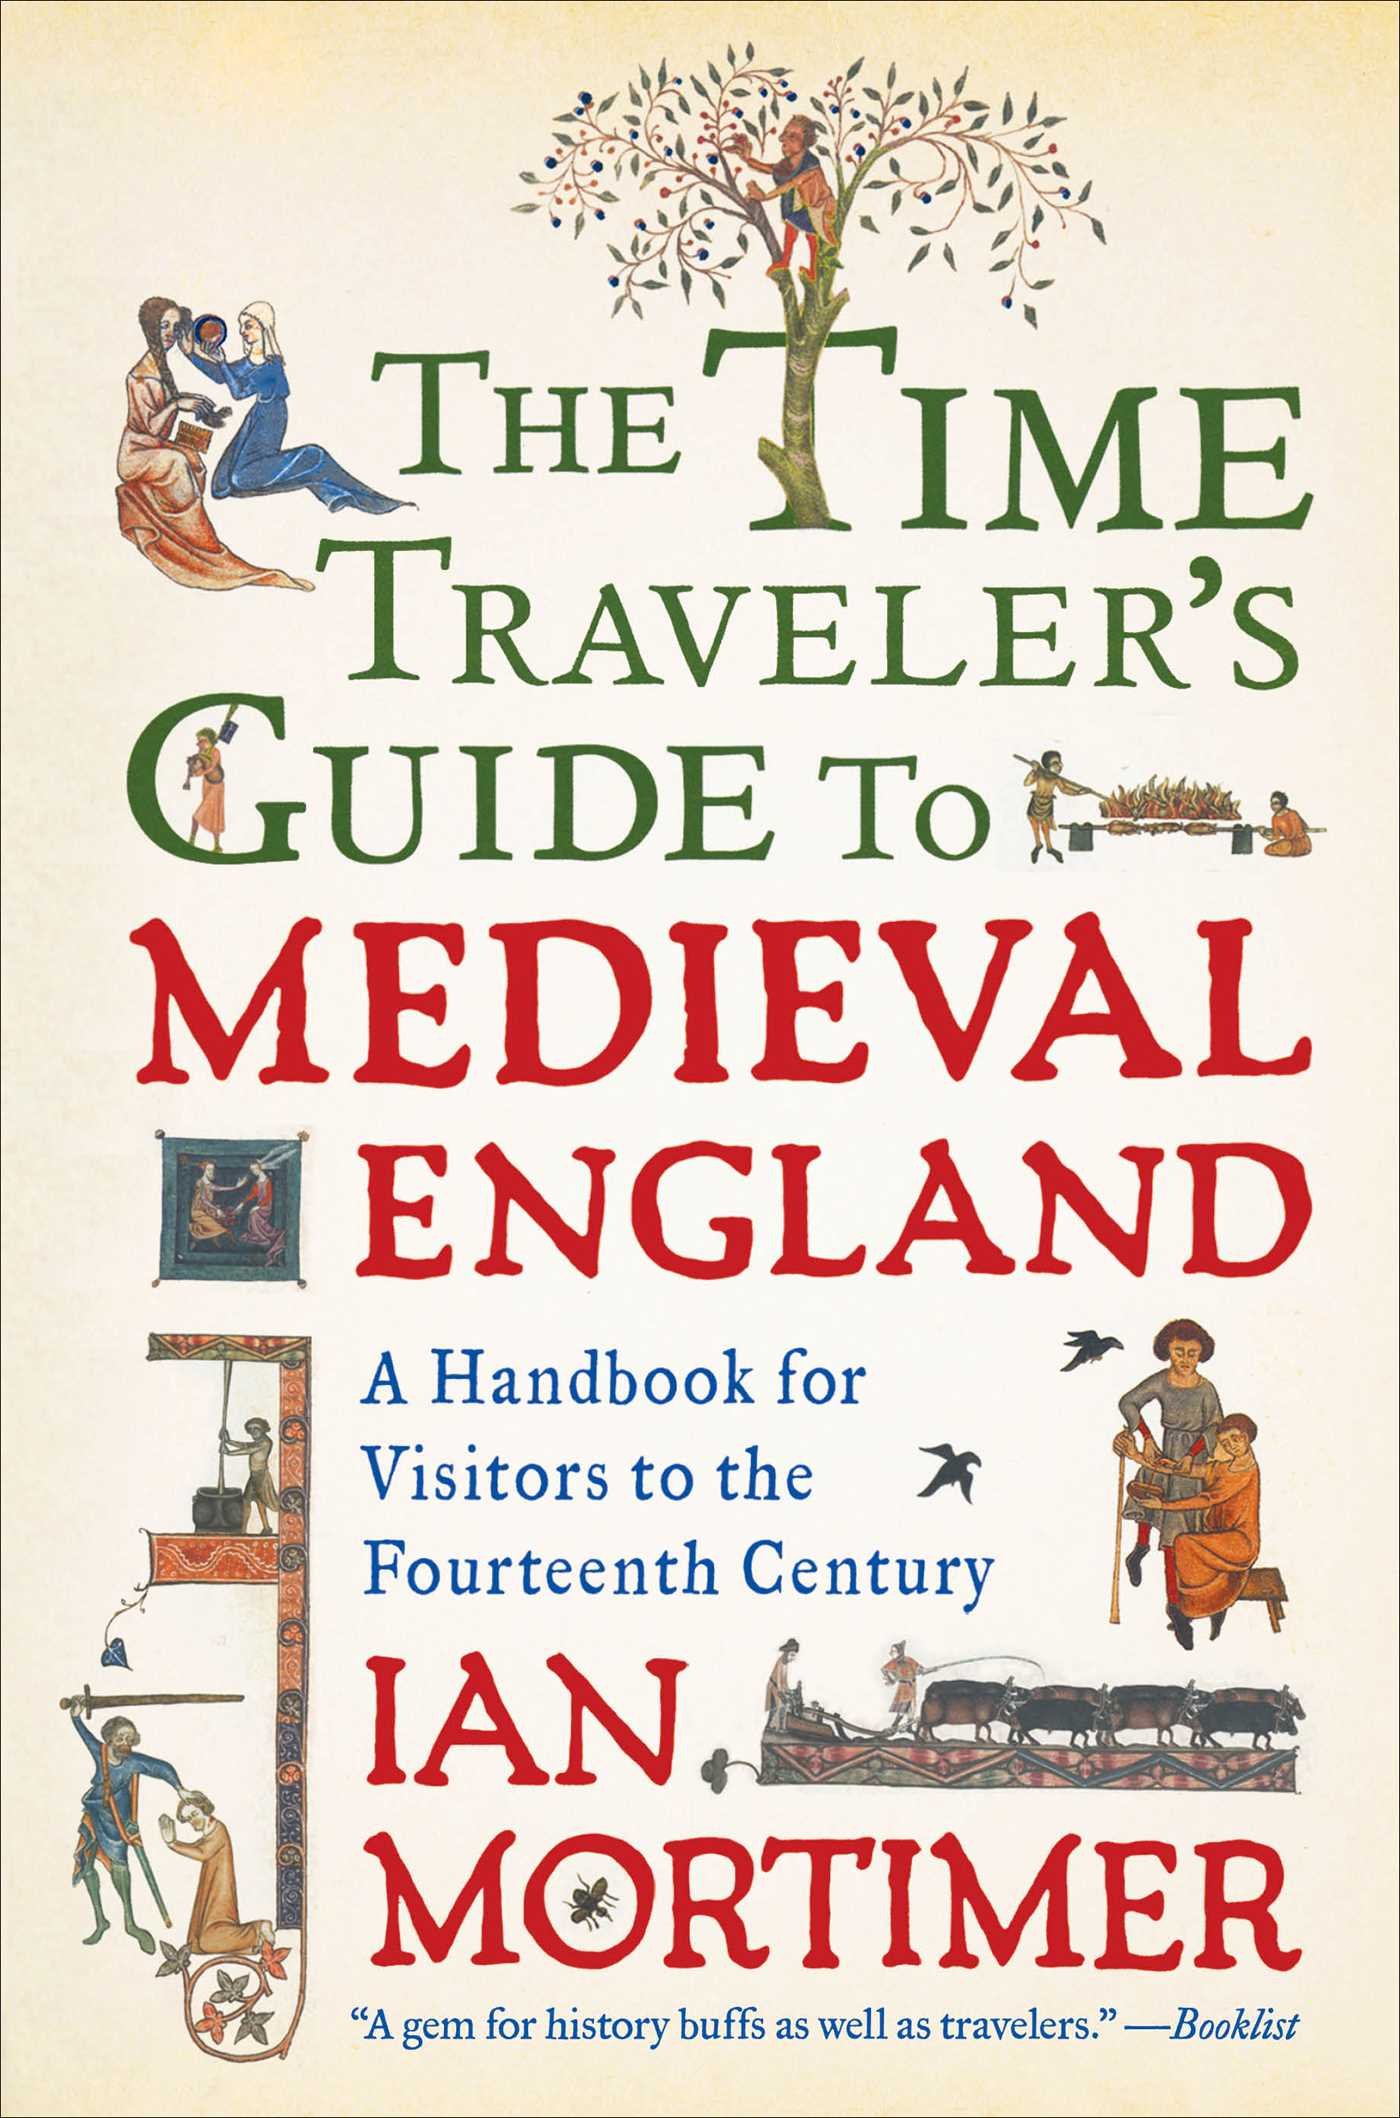 THE TIME
TRAVELER’S
GUIDE TO
MEDIEVAL
ENGLAND
A Handbook for
Visitors to the
Fourteenth Century
IAN
MORTIMER
“A gem for history buffs as well as travelers.” —Booklist